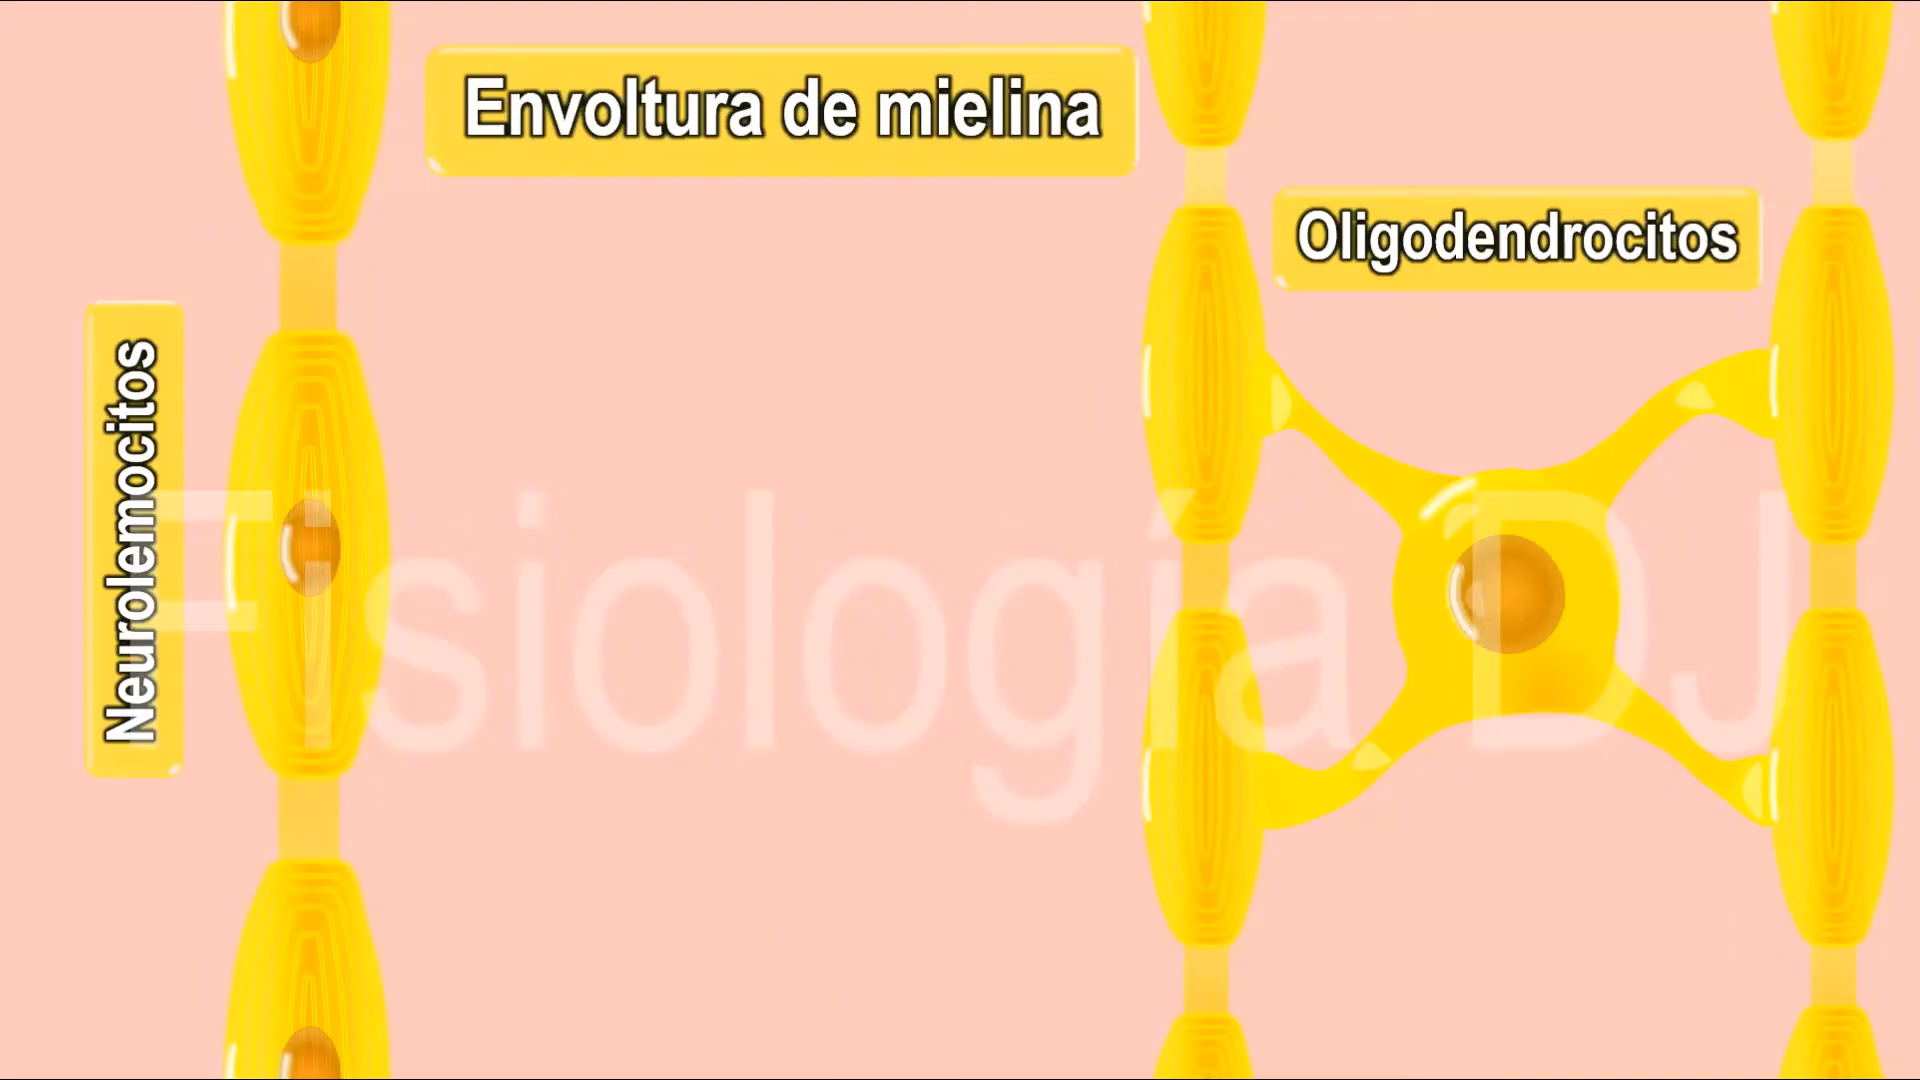 Envoltura de mielina
Oligodendrocitos
Neurolemocitos
Fisiología DJ